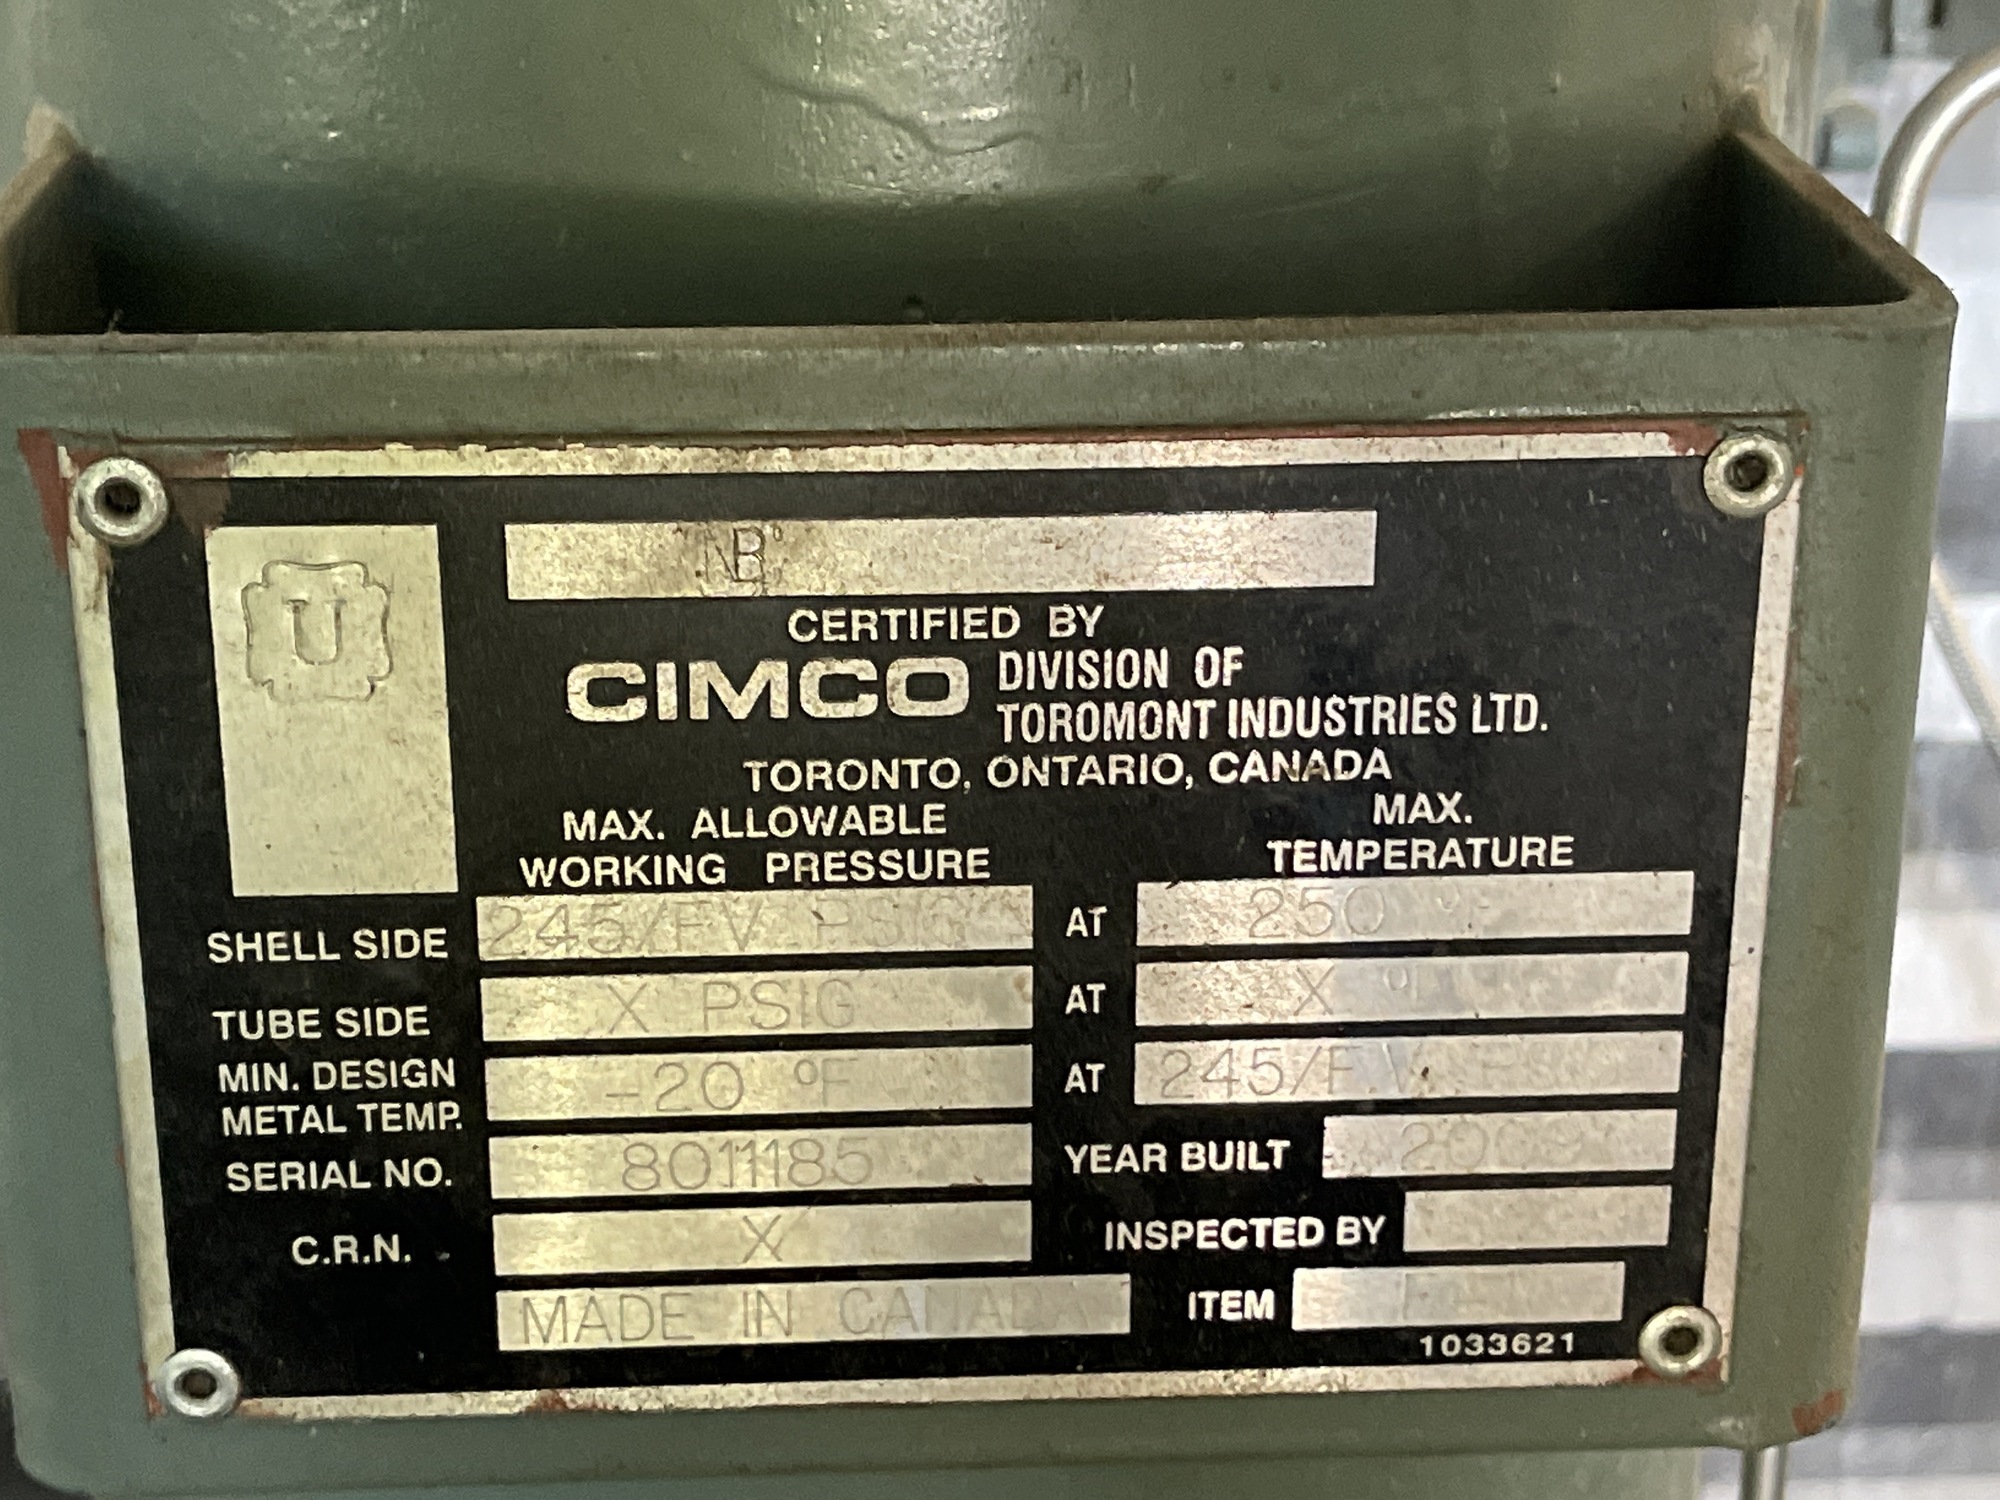 U
NB
CERTIFIED BY
CIMCO DIVISION OF
TOROMONT INDUSTRIES LTD.
TORONTO, ONTARIO, CANADA
MAX. ALLOWABLE
WORKING PRESSURE
MAX.
TEMPERATURE
SHELL SIDE 245/FV PSIG AT 250 °F
TUBE SIDE X PSIG AT X °F
MIN. DESIGN
METAL TEMP. -20 °F AT 245/F.V. PSIG
SERIAL NO. 8011185 YEAR BUILT 2009
C.R.N. X INSPECTED BY
MADE IN CANADA ITEM
1033621